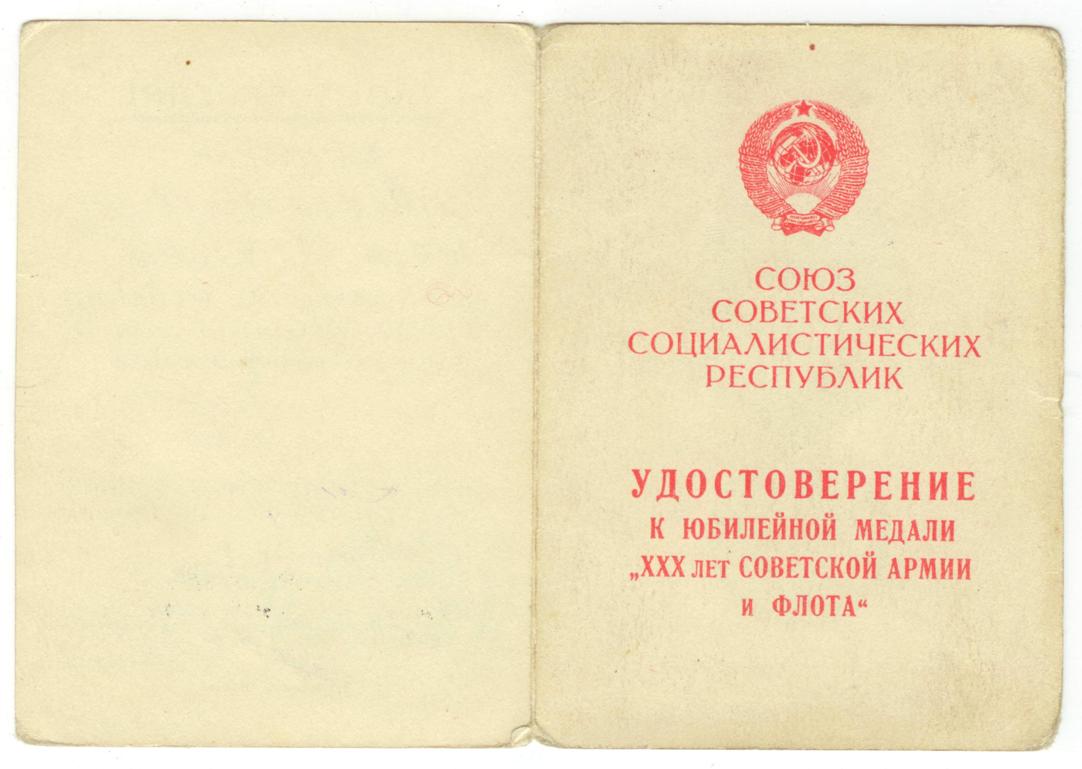 СОЮЗ
СОВЕТСКИХ
СОЦИАЛИСТИЧЕСКИХ
РЕСПУБЛИК
УДОСТОВЕРЕНИЕ
К ЮБИЛЕЙНОЙ МЕДАЛИ
„XXX ЛЕТ СОВЕТСКОЙ АРМИИ
И ФЛОТА“